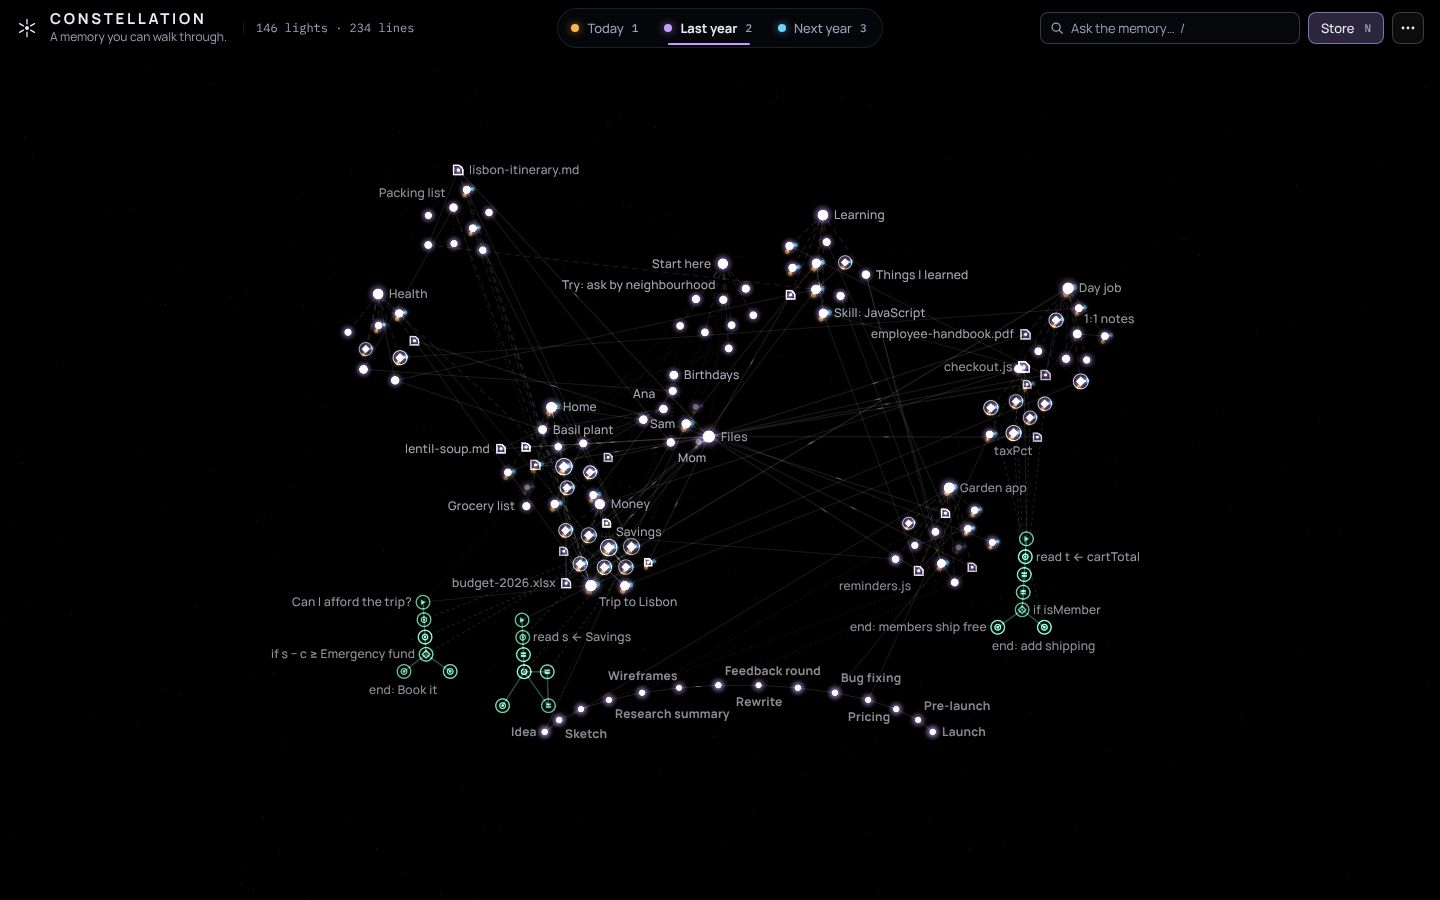 CONSTELLATION
A memory you can walk through.
146 lights · 234 lines
Today 1
Last year 2
Next year 3
Ask the memory… /
Store N
lisbon-itinerary.md
Packing list
Learning
Start here
Things I learned
Try: ask by neighbourhood
Health
Day job
Skill: JavaScript
1:1 notes
employee-handbook.pdf
checkout.js
Birthdays
Ana
Home
Sam
Basil plant
Files
lentil-soup.md
Mom
taxPct
Garden app
Grocery list
Money
Savings
read t ← cartTotal
budget-2026.xlsx
reminders.js
Can I afford the trip?
Trip to Lisbon
if isMember
end: members ship free
read s ← Savings
end: add shipping
if s − c ≥ Emergency fund
end: Book it
Wireframes
Feedback round
Bug fixing
Research summary
Rewrite
Pricing
Pre-launch
Idea
Sketch
Launch